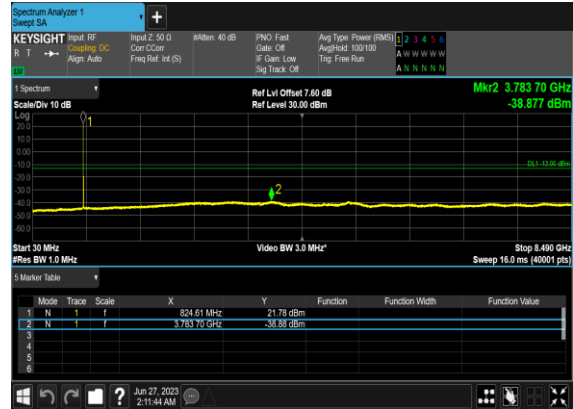 Spectrum Analyzer 1
Swept SA
+
KEYSIGHT
R T
Input: RF
Coupling: DC
Align: Auto
Input Z: 50 Ω
Corr CCorr
Freq Ref: Int (S)
#Atten: 40 dB
PNO: Fast
Gate: Off
IF Gain: Low
Sig Track: Off
Avg Type: Power (RMS)
Avg|Hold: 100/100
Trig: Free Run
1 2 3 4 5 6
A W W W W W
A N N N N N
1 Spectrum
Scale/Div 10 dB
Ref Lvl Offset 7.60 dB
Ref Level 30.00 dBm
Mkr2 3.783 70 GHz
-38.877 dBm
Log
20.0
10.0
0.00
-10.0
-20.0
-30.0
-40.0
-50.0
-60.0
1
2
DL1 -13.00 dBm
Start 30 MHz
#Res BW 1.0 MHz
Video BW 3.0 MHz*
Stop 8.490 GHz
Sweep 16.0 ms (40001 pts)
5 Marker Table
Mode Trace Scale X Y Function Function Width Function Value
1 N 1 f 824.61 MHz 21.78 dBm
2 N 1 f 3.783 70 GHz -38.88 dBm
3
4
5
6
?
Jun 27, 2023
2:11:44 AM